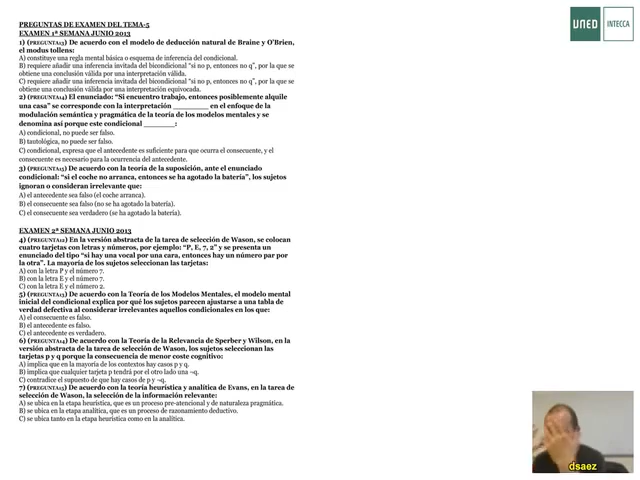 PREGUNTAS DE EXAMEN DEL TEMA-5
EXAMEN 1ª SEMANA JUNIO 2013
1) (PREGUNTA13) De acuerdo con el modelo de deducción natural de Braine y O'Brien,
el modus tollens:
A) constituye una regla mental básica o esquema de inferencia del condicional.
B) requiere añadir una inferencia invitada del bicondicional "si no p, entonces no q", por la que se
obtiene una conclusión válida por una interpretación válida.
C) requiere añadir una inferencia invitada del bicondicional "si no p, entonces no q", por la que se
obtiene una conclusión válida por una interpretación equivocada.
2) (PREGUNTA14) El enunciado: "Si encuentro trabajo, entonces posiblemente alquile
una casa" se corresponde con la interpretación ________ en el enfoque de la
modulación semántica y pragmática de la teoría de los modelos mentales y se
denomina así porque este condicional _______:
A) condicional, no puede ser falso.
B) tautológica, no puede ser falso.
C) condicional, expresa que el antecedente es suficiente para que ocurra el consecuente, y el
consecuente es necesario para la ocurrencia del antecedente.
3) (PREGUNTA15) De acuerdo con la teoría de la suposición, ante el enunciado
condicional: "si el coche no arranca, entonces se ha agotado la batería", los sujetos
ignoran o consideran irrelevante que:
A) el antecedente sea falso (el coche arranca).
B) el consecuente sea falso (no se ha agotado la batería).
C) el consecuente sea verdadero (se ha agotado la batería).
EXAMEN 2ª SEMANA JUNIO 2013
4) (PREGUNTA12) En la versión abstracta de la tarea de selección de Wason, se colocan
cuatro tarjetas con letras y números, por ejemplo: "P, E, 7, 2" y se presenta un
enunciado del tipo "si hay una vocal por una cara, entonces hay un número par por
la otra". La mayoría de los sujetos seleccionan las tarjetas:
A) con la letra P y el número 7.
B) con la letra E y el número 7.
C) con la letra E y el número 2.
5) (PREGUNTA13) De acuerdo con la Teoría de los Modelos Mentales, el modelo mental
inicial del condicional explica por qué los sujetos parecen ajustarse a una tabla de
verdad defectiva al considerar irrelevantes aquellos condicionales en los que:
A) el consecuente es falso.
B) el antecedente es falso.
C) el antecedente es verdadero.
6) (PREGUNTA14) De acuerdo con la Teoría de la Relevancia de Sperber y Wilson, en la
versión abstracta de la tarea de selección de Wason, los sujetos seleccionan las
tarjetas p y q porque la consecuencia de menor coste cognitivo:
A) implica que en la mayoría de los contextos hay casos p y q.
B) implica que cualquier tarjeta p tendrá por el otro lado una ¬q.
C) contradice el supuesto de que hay casos de p y ¬q.
7) (PREGUNTA15) De acuerdo con la teoría heurística y analítica de Evans, en la tarea de
selección de Wason, la selección de la información relevante:
A) se ubica en la etapa heurística, que es un proceso pre-atencional y de naturaleza pragmática.
B) se ubica en la etapa analítica, que es un proceso de razonamiento deductivo.
C) se ubica tanto en la etapa heurística como en la analítica.
UNED INTECCA
dsaez